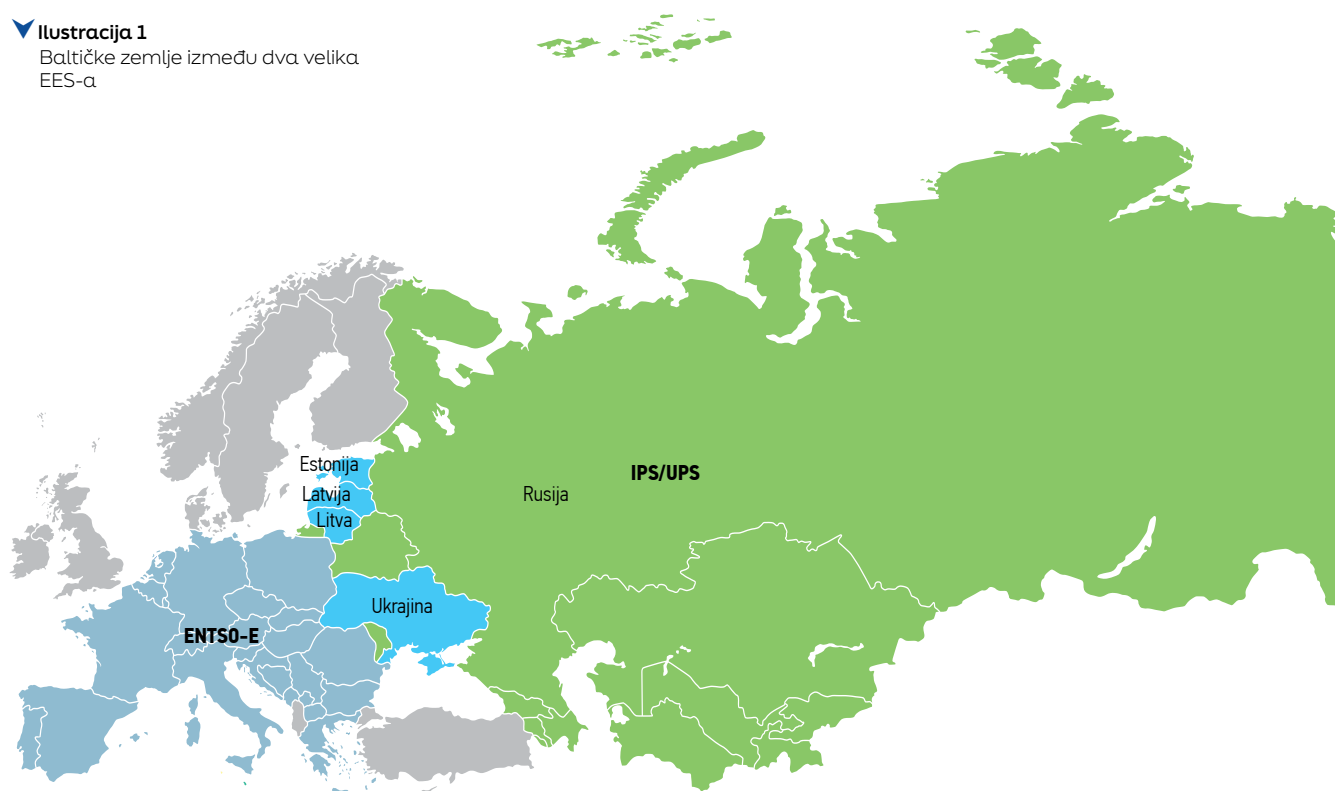 Ilustracija 1
Baltičke zemlje između dva velika
EES-a
Estonija
Latvija
Litva
IPS/UPS
Rusija
Ukrajina
ENTSO-E